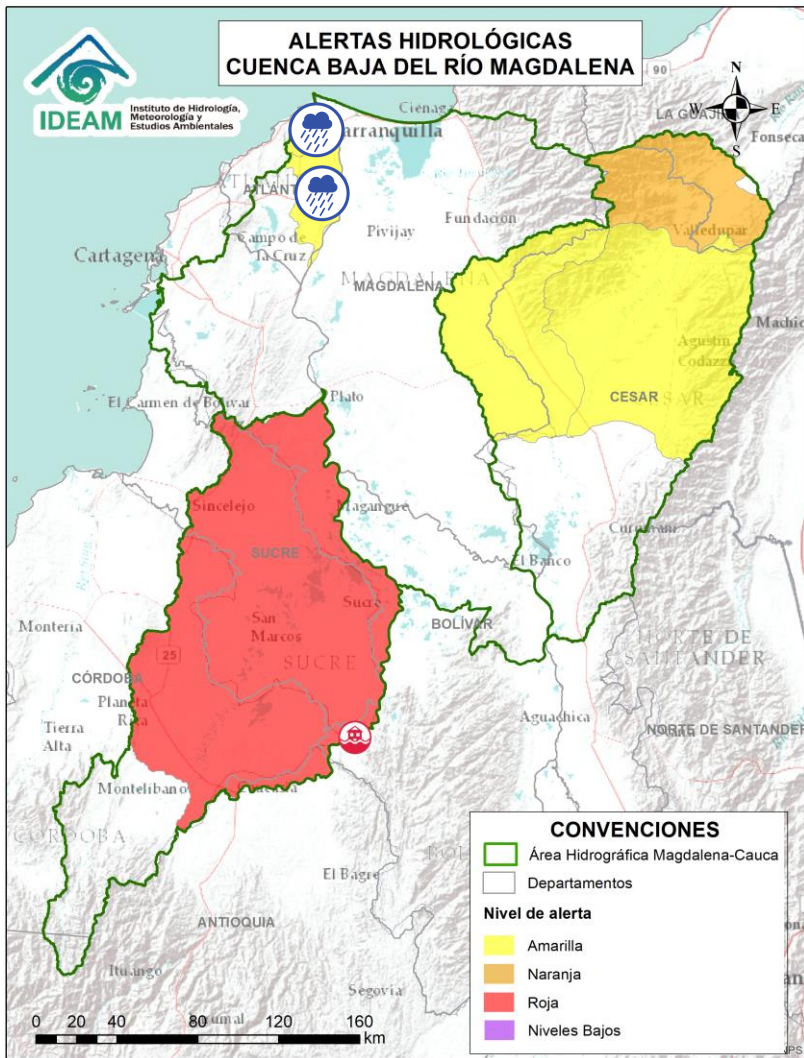 ALERTAS HIDROLÓGICAS
CUENCA BAJA DEL RÍO MAGDALENA
IDEAM
Instituto de Hidrología,
Meteorología y
Estudios Ambientales
90
N
W
E
S
Ciénaga
LA GUAJIRA
Fonseca
arranquilla
ATLÁNT
Pivijay
Fundación
Valledupar
Campo de
la Cruz
Cartagena
MAGDALENA
MAGDALENA
Agustín
Codazzi
CESAR
SAR
El Carmen de Bolívar
Plato
Sincelejo
Magangué
SUCRE
El Banco
Sucre
San
Marcos
BOLÍVAR
Montería
25
SUCRE
NORTE DE
SANTANDER
CÓRDOBA
Planeta
Rica
Tierra
Alta
Aguachica
NORTE DE SANTANDER
Montelíbano
CÓRDOBA
El Bagre
ANTIOQUIA
Ituango
Segovia
0 20 40 80 120 160
km
CONVENCIONES
Área Hidrográfica Magdalena-Cauca
Departamentos
Nivel de alerta
Amarilla
Naranja
Roja
Niveles Bajos